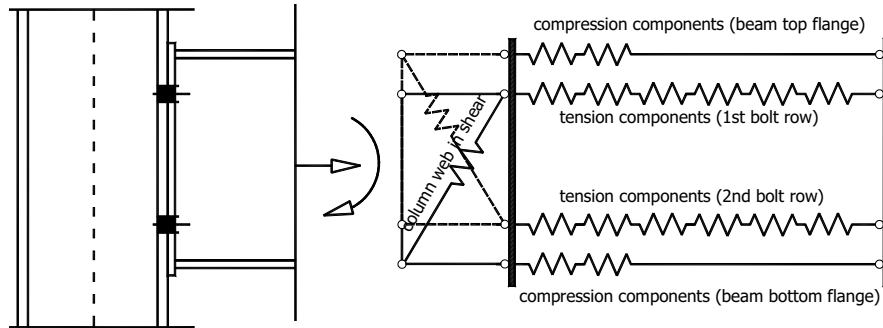 compression components (beam top flange)
tension components (1st bolt row)
column web in shear
tension components (2nd bolt row)
compression components (beam bottom flange)